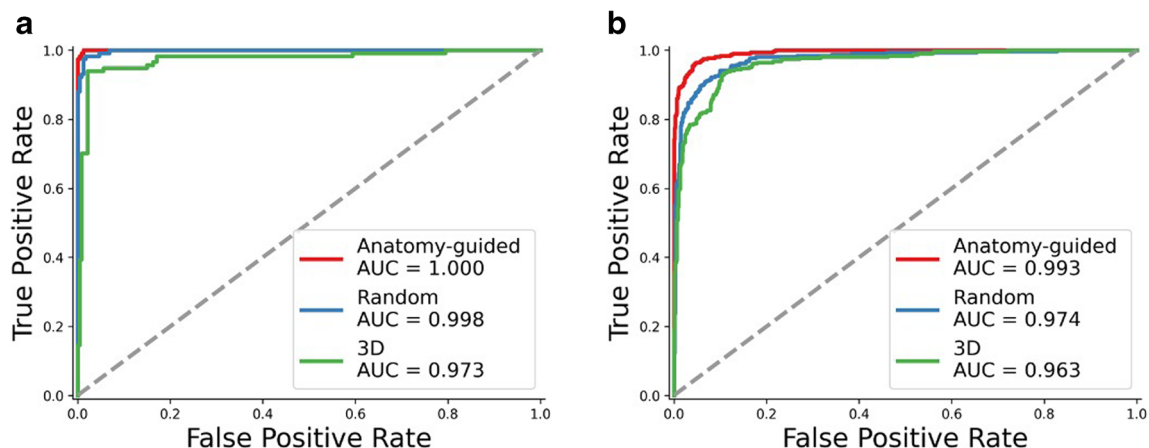 a
True Positive Rate
1.0
0.8
0.6
0.4
0.2
0.0
Anatomy-guided
AUC = 1.000
Random
AUC = 0.998
3D
AUC = 0.973
0.0 0.2 0.4 0.6 0.8 1.0
False Positive Rate
b
True Positive Rate
1.0
0.8
0.6
0.4
0.2
0.0
Anatomy-guided
AUC = 0.993
Random
AUC = 0.974
3D
AUC = 0.963
0.0 0.2 0.4 0.6 0.8 1.0
False Positive Rate